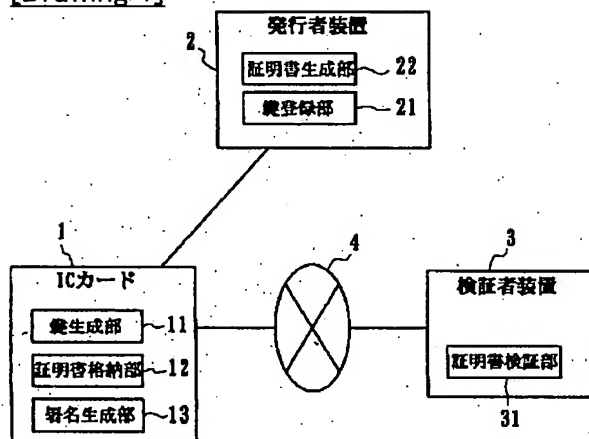 [Drawing 1]
発行者装置
2
証明書生成部 22
鍵登録部 21
1
ICカード
鍵生成部 11
証明書格納部 12
署名生成部 13
4
3
検証者装置
証明書検証部
31